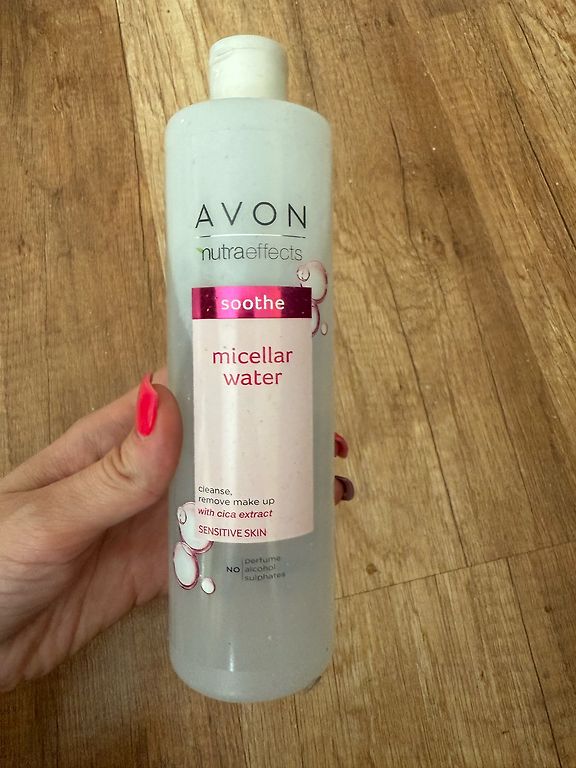 AVON
nutraeffects
soothe
micellar
water
cleanse,
remove make up
with cica extract
SENSITIVE SKIN
NO perfume
alcohol
sulphates